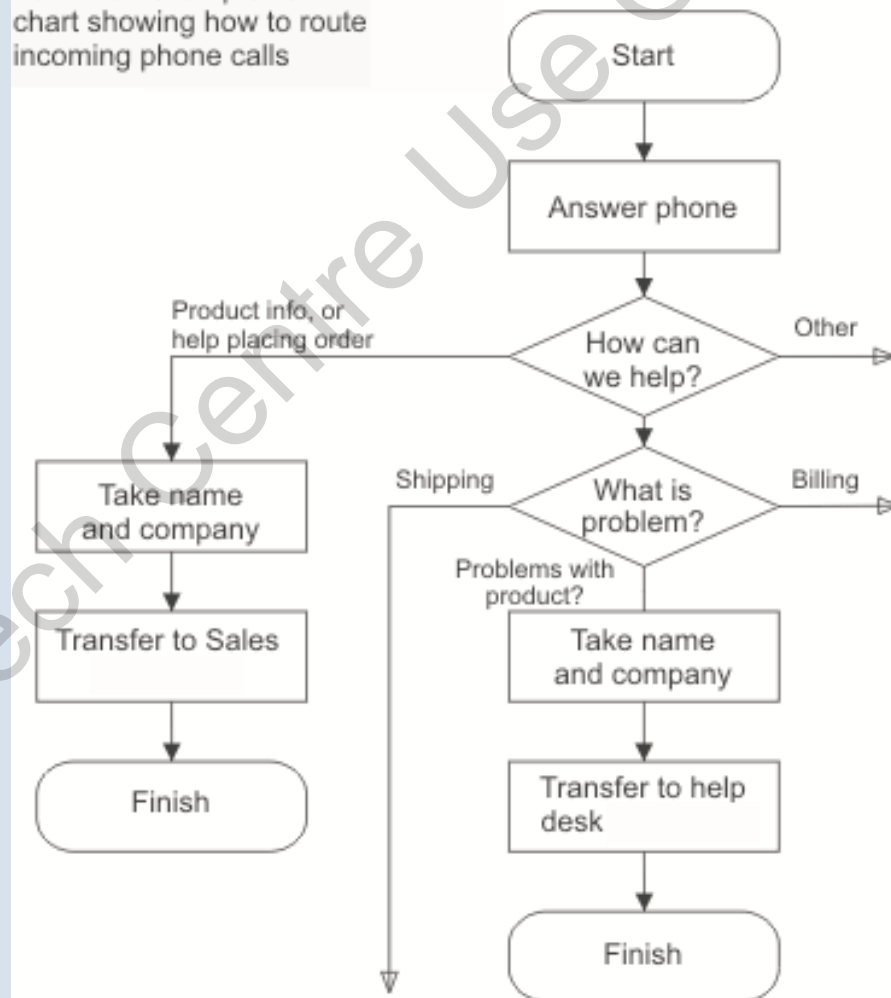 chart showing how to route
incoming phone calls
Start
Answer phone
How can
we help?
Other
Product info, or
help placing order
Take name
and company
Transfer to Sales
Finish
What is
problem?
Shipping
Billing
Problems with
product?
Take name
and company
Transfer to help
desk
Finish
Centre Use